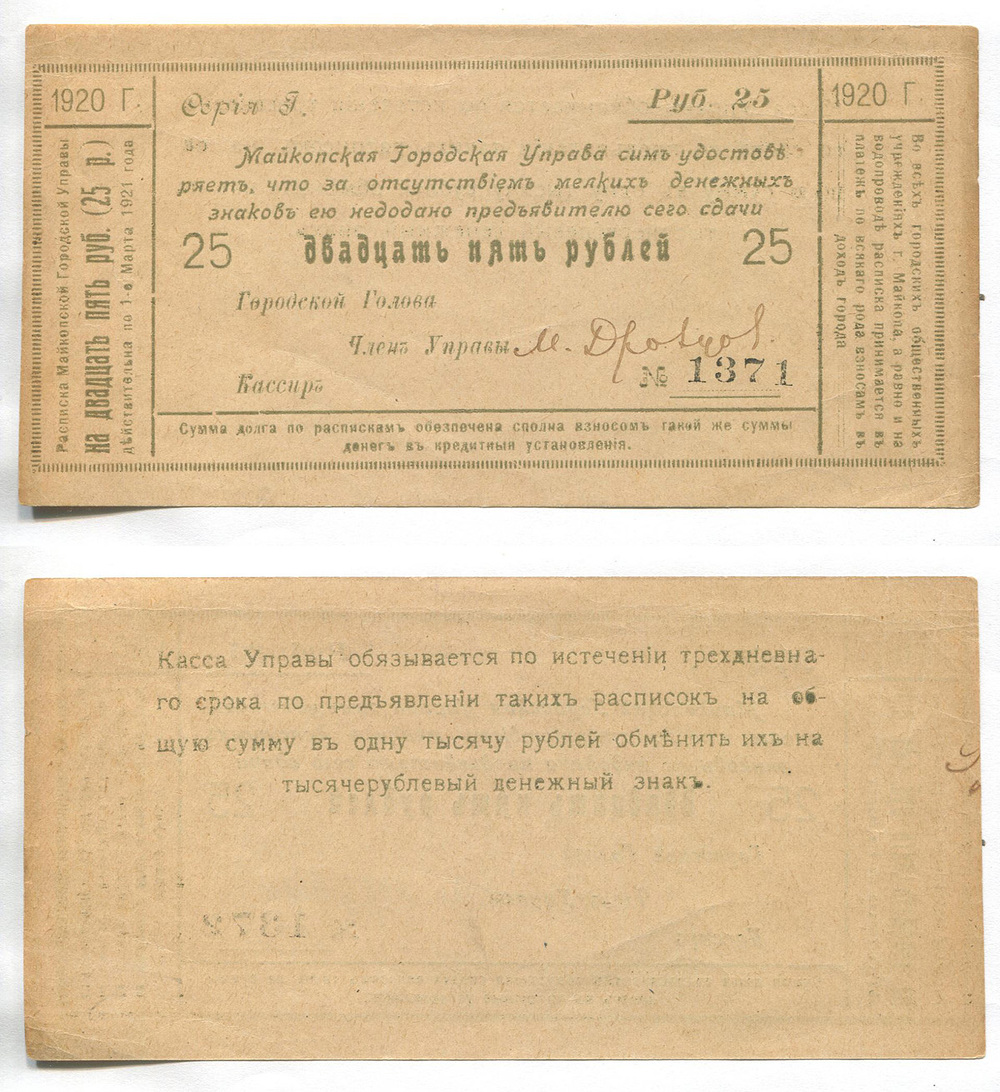 1920 Г.
Расписка Майкопской Городской Управы
на двадцать пять руб. (25 р.)
дѣйствительна по 1-е Марта 1921 года
Серія I.
Руб. 25
Майкопская Городская Управа симъ удостовѣ
ряетъ, что за отсутствіемъ мелкихъ денежныхъ
знаковъ ею недодано предъявителю сего сдачи
25 двадцать пять рублей 25
Городской Голова
Членъ Управы
Кассиръ
№ 1371
Сумма долга по распискамъ обезпечена сполна взносомъ такой же суммы
денегъ въ кредитныя установленія.
1920 Г.
Во всѣхъ городскихъ общественныхъ
учрежденіяхъ г. Майкопа, а равно и на
водопроводѣ расписка принимается въ
платежъ по всякаго рода взносамъ въ
доходъ города
Касса Управы обязывается по истеченіи трехдневна-
го срока по предъявленіи такихъ расписокъ на об-
щую сумму въ одну тысячу рублей обмѣнить ихъ на
тысячерублевый денежный знакъ.